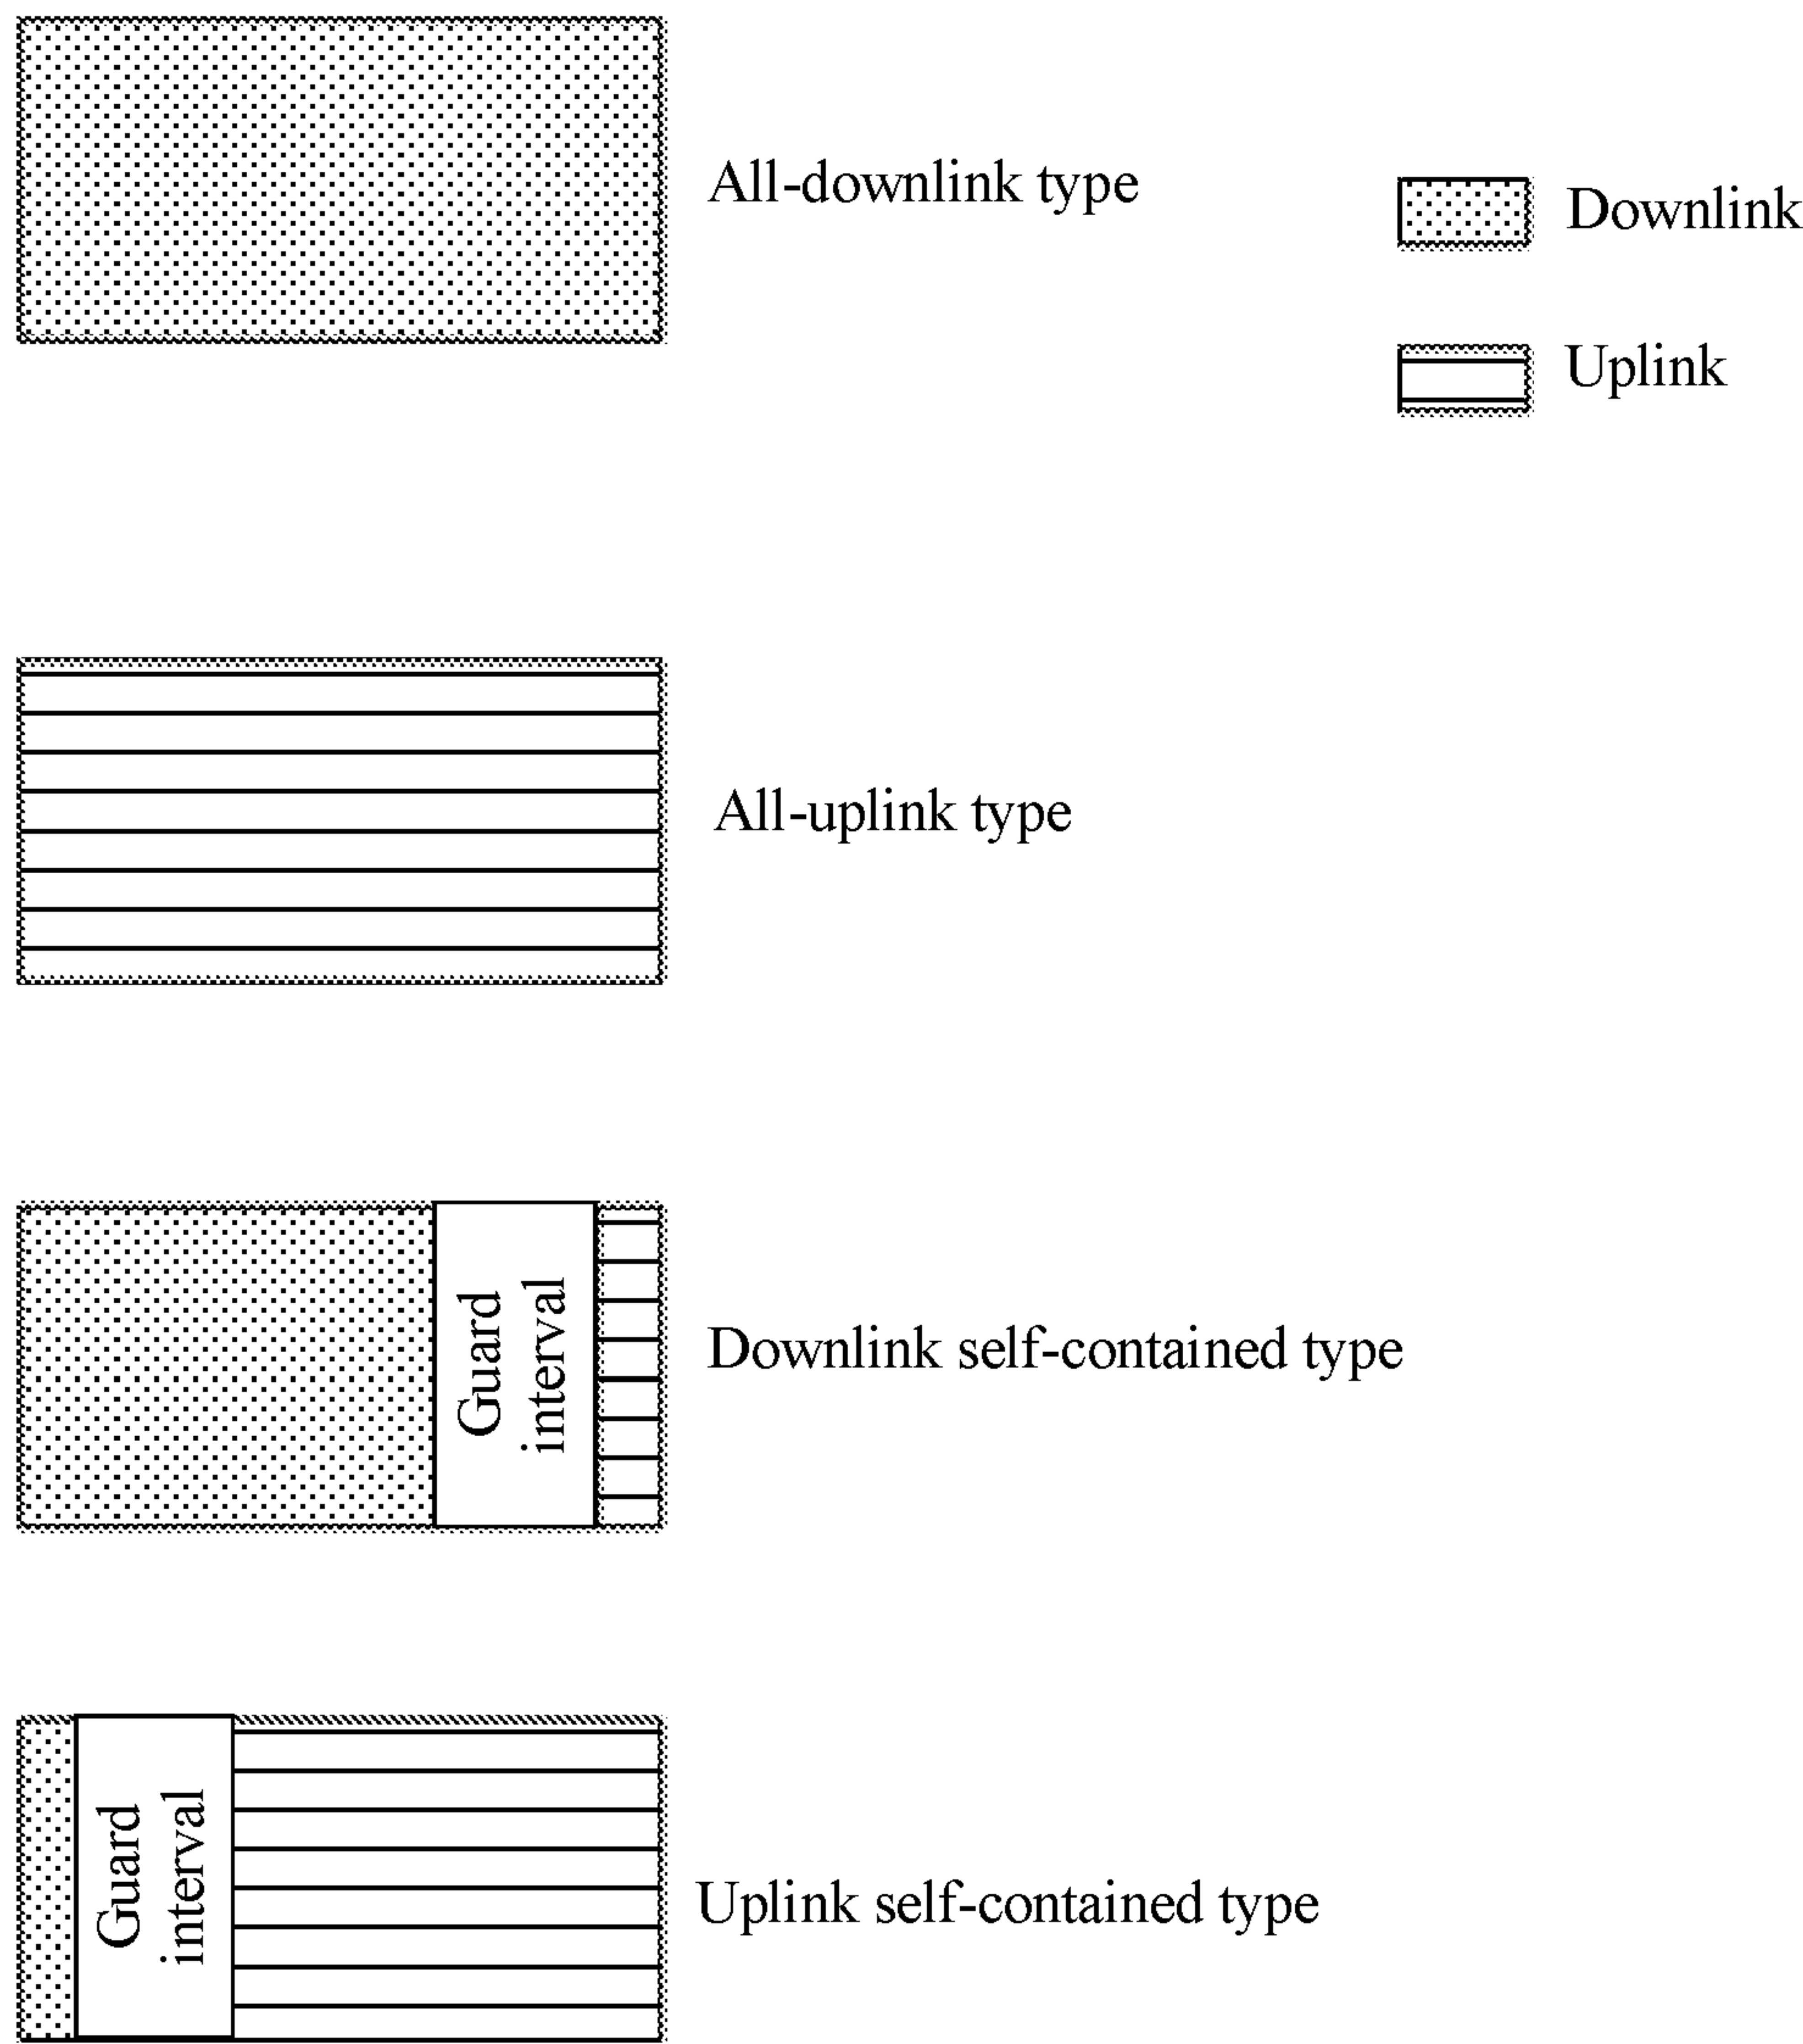 All-downlink type
Downlink
Uplink
All-uplink type
Guard
interval
Downlink self-contained type
Guard
interval
Uplink self-contained type